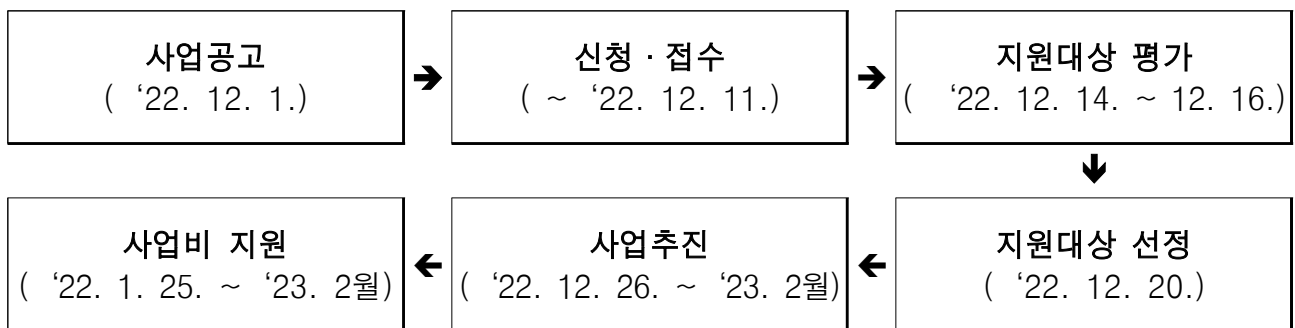 사업공고
( ‘22. 12. 1.)
신청 · 접수
( ~ ‘22. 12. 11.)
지원대상 평가
( ‘22. 12. 14. ~ 12. 16.)
지원대상 선정
( ‘22. 12. 20.)
사업추진
( ‘22. 12. 26. ~ ‘23. 2월)
사업비 지원
( ‘22. 1. 25. ~ ‘23. 2월)